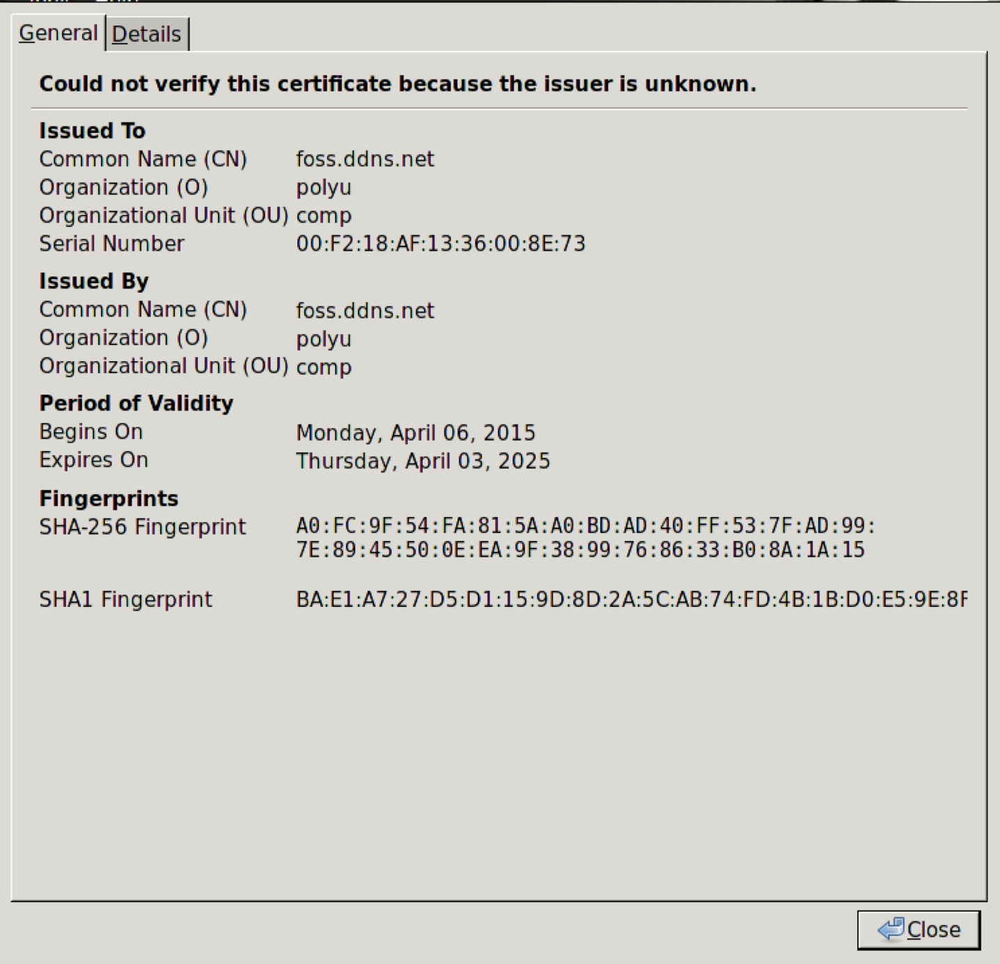 General Details
Could not verify this certificate because the issuer is unknown.
Issued To
Common Name (CN) foss.ddns.net
Organization (O) polyu
Organizational Unit (OU) comp
Serial Number 00:F2:18:AF:13:36:00:8E:73
Issued By
Common Name (CN) foss.ddns.net
Organization (O) polyu
Organizational Unit (OU) comp
Period of Validity
Begins On Monday, April 06, 2015
Expires On Thursday, April 03, 2025
Fingerprints
SHA-256 Fingerprint A0:FC:9F:54:FA:81:5A:A0:BD:AD:40:FF:53:7F:AD:99:
7E:89:45:50:0E:EA:9F:38:99:76:86:33:B0:8A:1A:15
SHA1 Fingerprint BA:E1:A7:27:D5:D1:15:9D:8D:2A:5C:AB:74:FD:4B:1B:D0:E5:9E:8F
Close